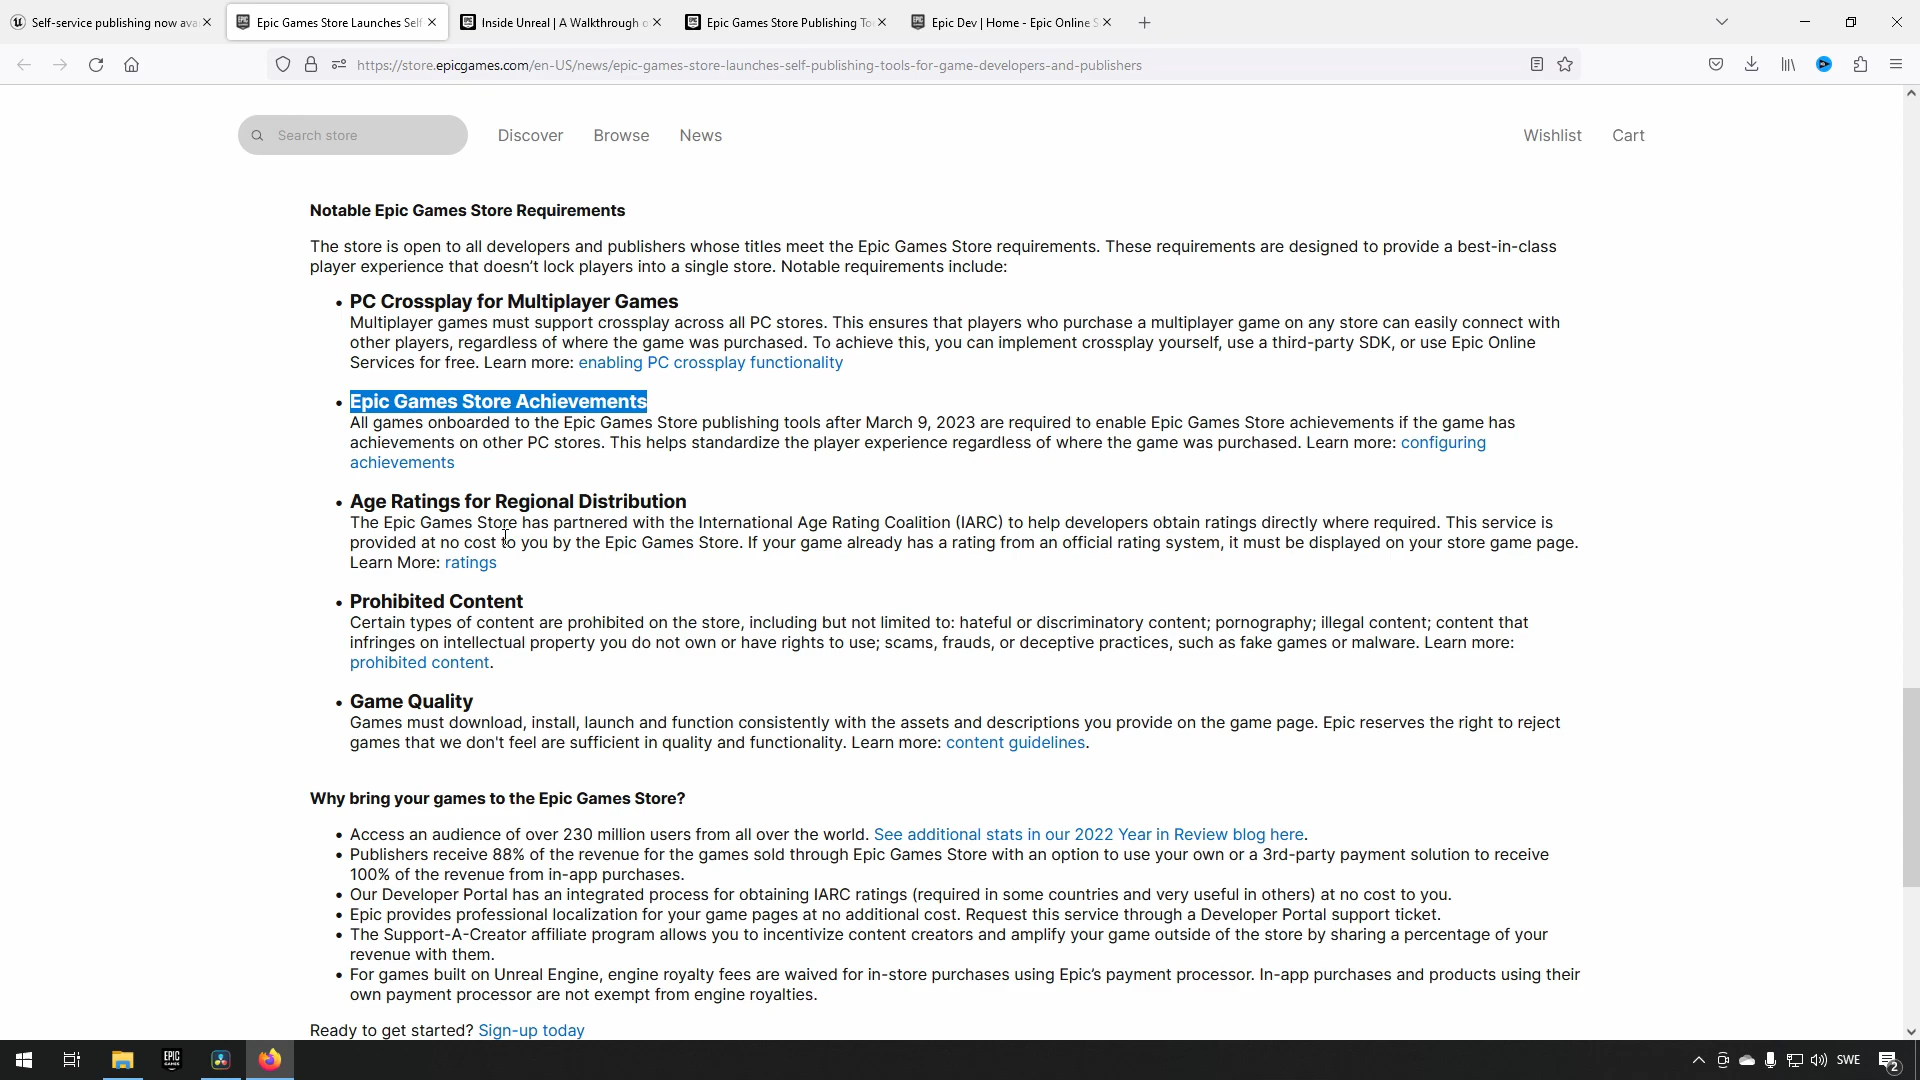 Self-service publishing now ava
Epic Games Store Launches Self
Inside Unreal | A Walkthrough o
Epic Games Store Publishing To
Epic Dev | Home - Epic Online S
https://store.epicgames.com/en-US/news/epic-games-store-launches-self-publishing-tools-for-game-developers-and-publishers
Search store
Discover
Browse
News
Wishlist
Cart
Notable Epic Games Store Requirements
The store is open to all developers and publishers whose titles meet the Epic Games Store requirements. These requirements are designed to provide a best-in-class
player experience that doesn’t lock players into a single store. Notable requirements include:
• PC Crossplay for Multiplayer Games
Multiplayer games must support crossplay across all PC stores. This ensures that players who purchase a multiplayer game on any store can easily connect with
other players, regardless of where the game was purchased. To achieve this, you can implement crossplay yourself, use a third-party SDK, or use Epic Online
Services for free. Learn more: enabling PC crossplay functionality
• Epic Games Store Achievements
All games onboarded to the Epic Games Store publishing tools after March 9, 2023 are required to enable Epic Games Store achievements if the game has
achievements on other PC stores. This helps standardize the player experience regardless of where the game was purchased. Learn more: configuring
achievements
• Age Ratings for Regional Distribution
The Epic Games Store has partnered with the International Age Rating Coalition (IARC) to help developers obtain ratings directly where required. This service is
provided at no cost to you by the Epic Games Store. If your game already has a rating from an official rating system, it must be displayed on your store game page.
Learn More: ratings
• Prohibited Content
Certain types of content are prohibited on the store, including but not limited to: hateful or discriminatory content; pornography; illegal content; content that
infringes on intellectual property you do not own or have rights to use; scams, frauds, or deceptive practices, such as fake games or malware. Learn more:
prohibited content.
• Game Quality
Games must download, install, launch and function consistently with the assets and descriptions you provide on the game page. Epic reserves the right to reject
games that we don't feel are sufficient in quality and functionality. Learn more: content guidelines.
Why bring your games to the Epic Games Store?
• Access an audience of over 230 million users from all over the world. See additional stats in our 2022 Year in Review blog here.
• Publishers receive 88% of the revenue for the games sold through Epic Games Store with an option to use your own or a 3rd-party payment solution to receive
100% of the revenue from in-app purchases.
• Our Developer Portal has an integrated process for obtaining IARC ratings (required in some countries and very useful in others) at no cost to you.
• Epic provides professional localization for your game pages at no additional cost. Request this service through a Developer Portal support ticket.
• The Support-A-Creator affiliate program allows you to incentivize content creators and amplify your game outside of the store by sharing a percentage of your
revenue with them.
• For games built on Unreal Engine, engine royalty fees are waived for in-store purchases using Epic’s payment processor. In-app purchases and products using their
own payment processor are not exempt from engine royalties.
Ready to get started? Sign-up today
EPIC
GAMES
SWE
2